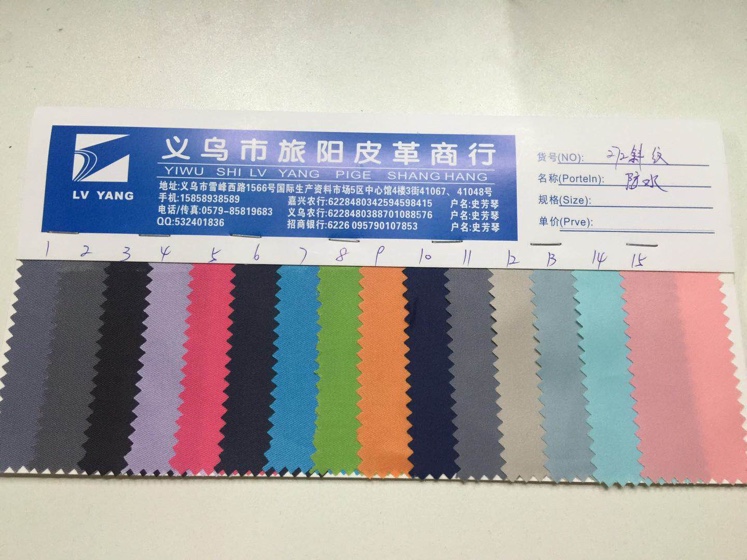 LV YANG
义乌市旅阳皮革商行
YIWU SHI LV YANG PIGE SHANG HANG
地址:义乌市雪峰西路1566号国际生产资料市场5区中心馆4楼3街41067、41048号
手机:15858938589 嘉兴农行:6228480342594598415 户名:史芳琴
电话/传真:0579-85819683 义乌农行:6228480388701088576 户名:史芳琴
QQ:532401836 招商银行:6226 095790107853 户名:史芳琴
货号(NO): 272斜纹
名称(Porteln): 防水
规格(Size):
单价(Prve):
1 2 3 4 5 6 7 8 9 10 11 12 13 14 15